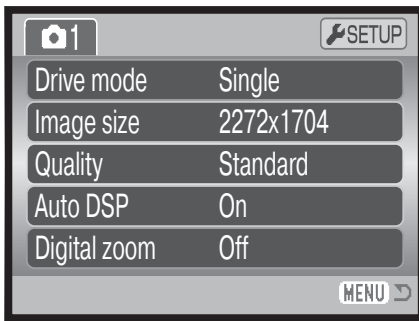 1 SETUP
Drive mode Single
Image size 2272x1704
Quality Standard
Auto DSP On
Digital zoom Off
MENU